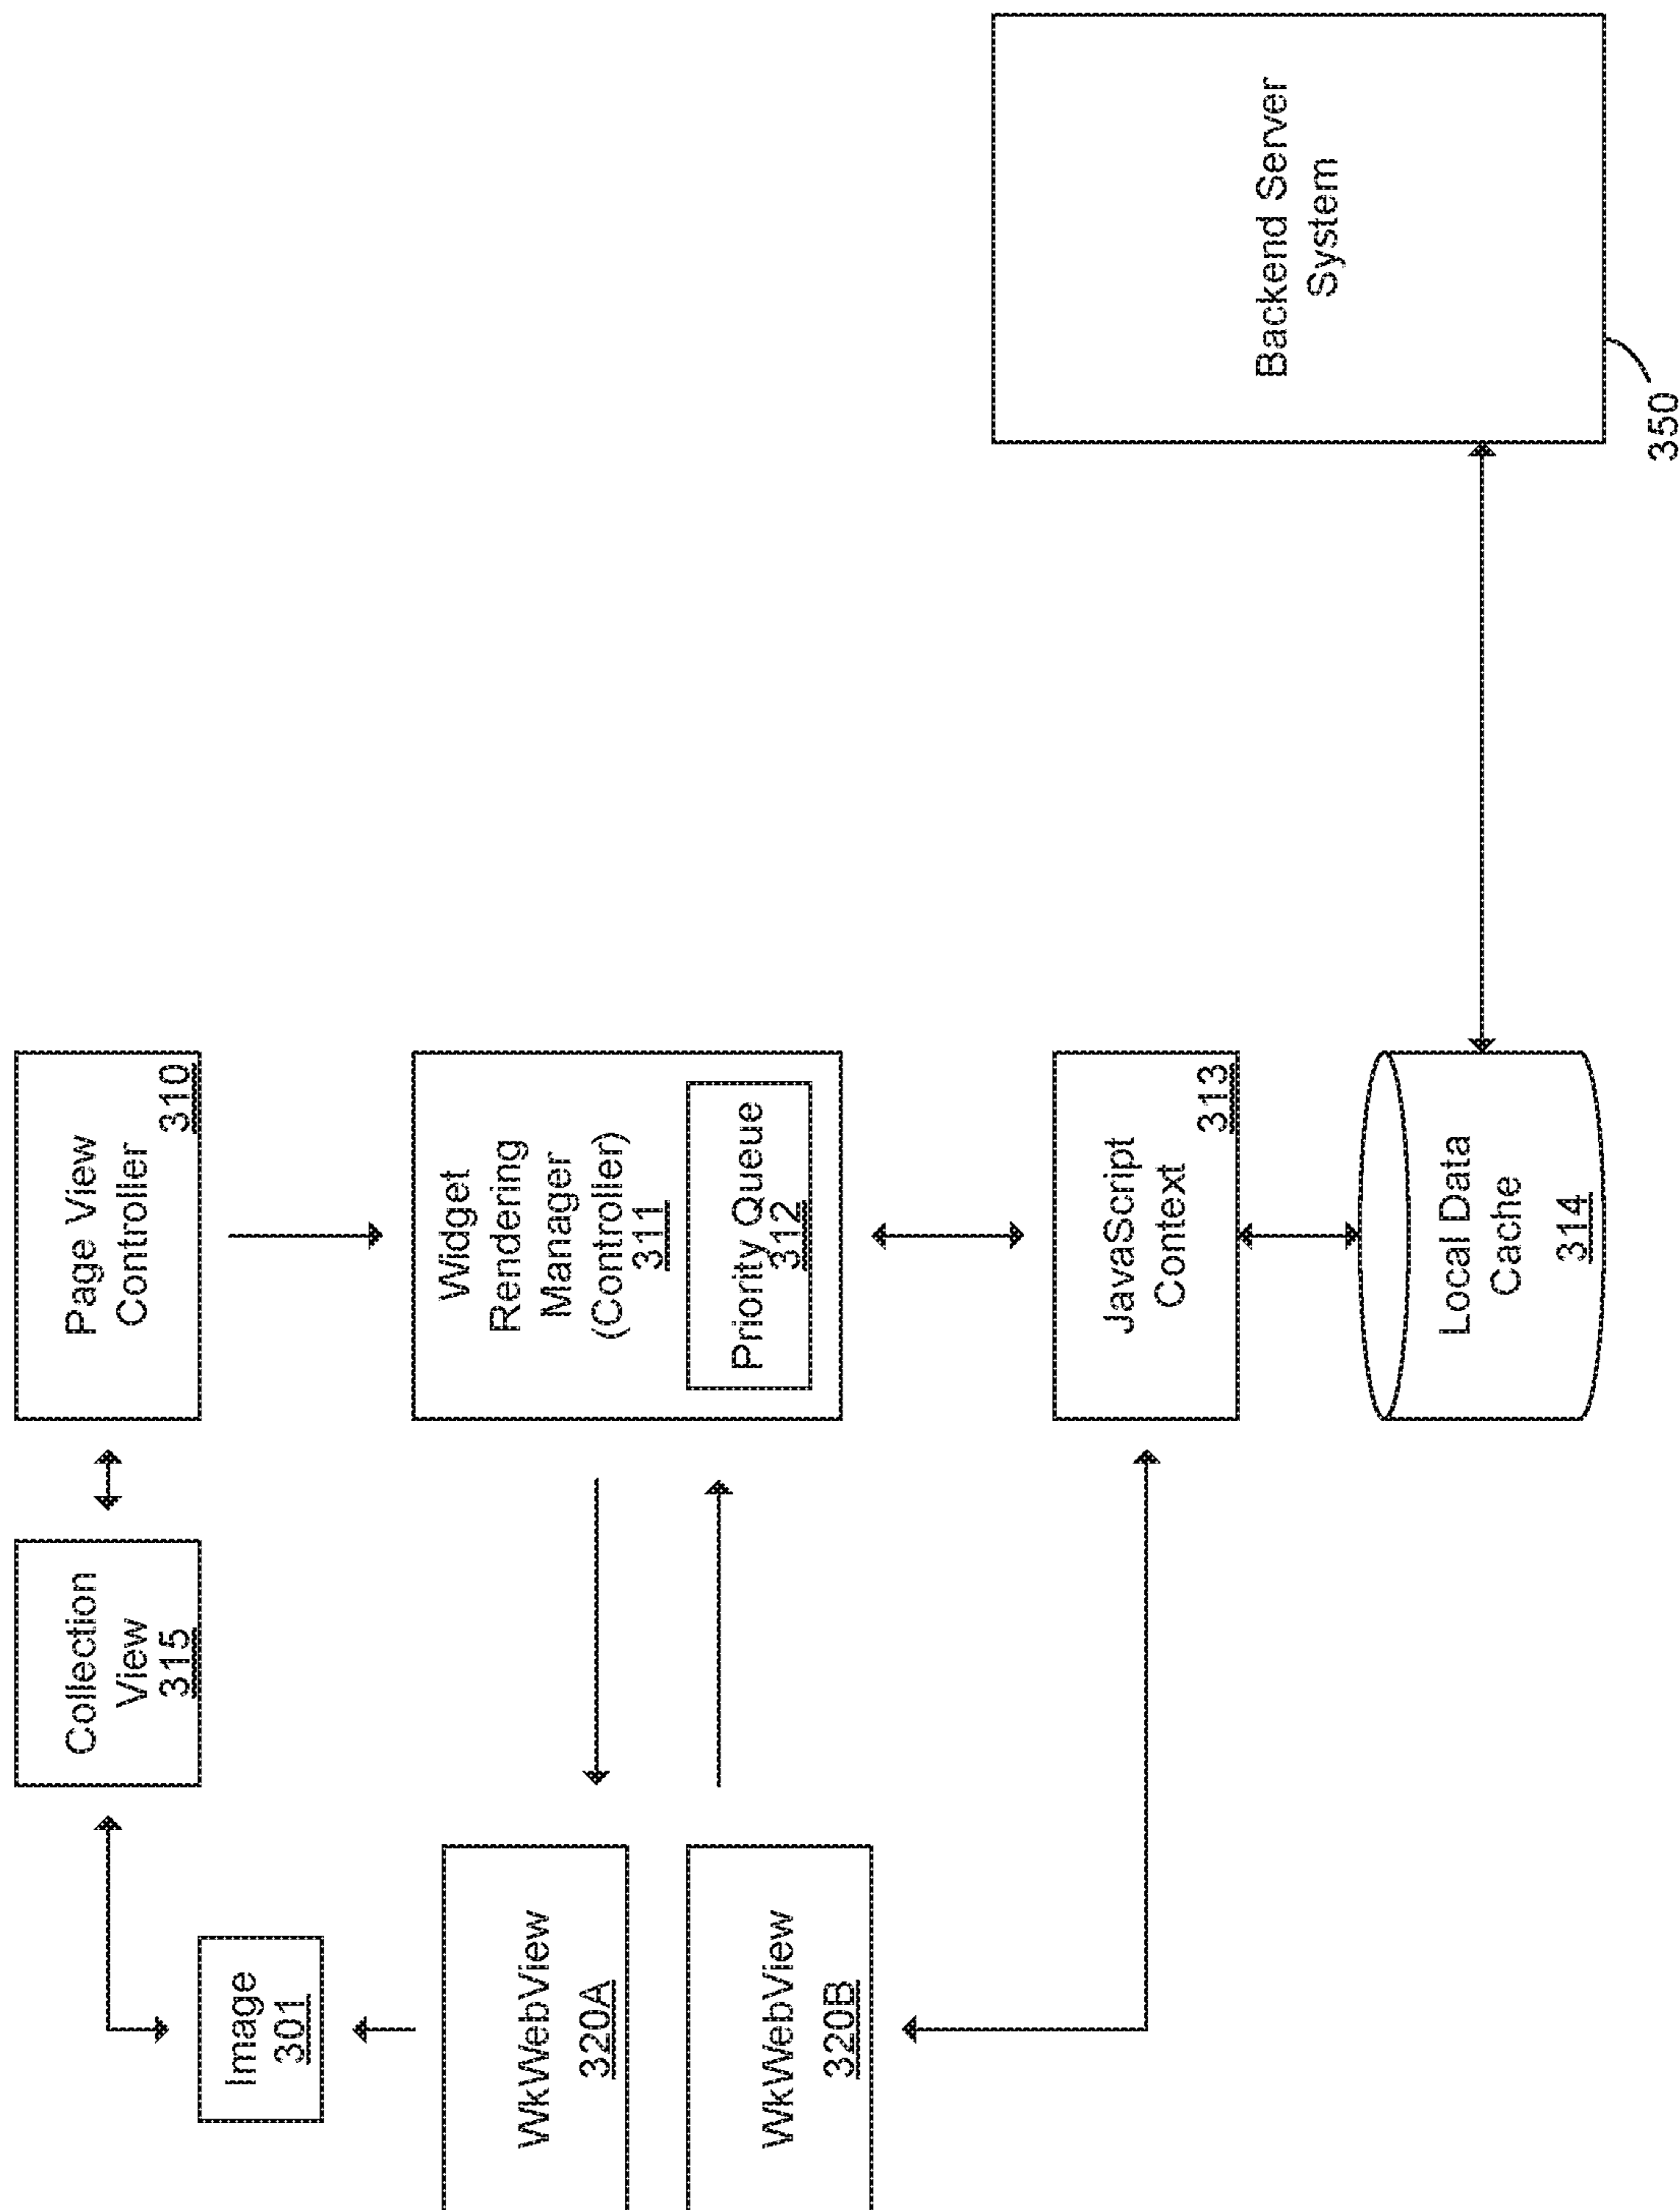 Image
301
Collection
View
315
Page View
Controller
310
WkWebView
320A
WkWebView
320B
Widget
Rendering
Manager
(Controller)
311
Priority Queue
312
JavaScript
Context
313
Local Data
Cache
314
Backend Server
System
350